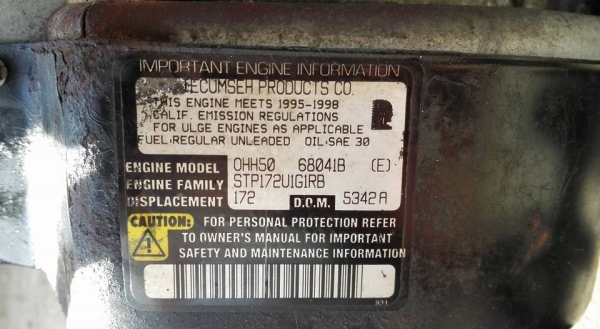 IMPORTANT ENGINE INFORMATION
TECUMSEH PRODUCTS CO.
THIS ENGINE MEETS 1995-1998
CALIF. EMISSION REGULATIONS
FOR ULGE ENGINES AS APPLICABLE
FUEL:REGULAR UNLEADED OIL:SAE 30
ENGINE MODEL OHH50 68041B (E)
ENGINE FAMILY STP172U1G1RB
DISPLACEMENT 172 D.O.M. 5342A
CAUTION: FOR PERSONAL PROTECTION REFER
TO OWNER'S MANUAL FOR IMPORTANT
SAFETY AND MAINTENANCE INFORMATION